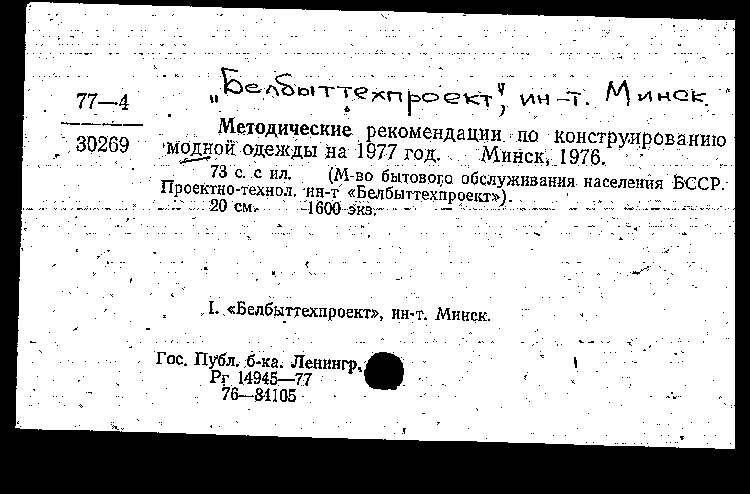 „Белбыттехпроект", ин-т. Минск.
77—4
30269
Методические рекомендации по конструированию
модной одежды на 1977 год. Минск, 1976.
73 с. с ил. (М-во бытового обслуживания населения БССР.
Проектно-технол. ин-т «Белбыттехпроект»).
20 см. 1600 экз.
I. «Белбыттехпроект», ин-т. Минск.
Гос. Публ. б-ка. Ленингр.
Рг 14945—77
76—84105